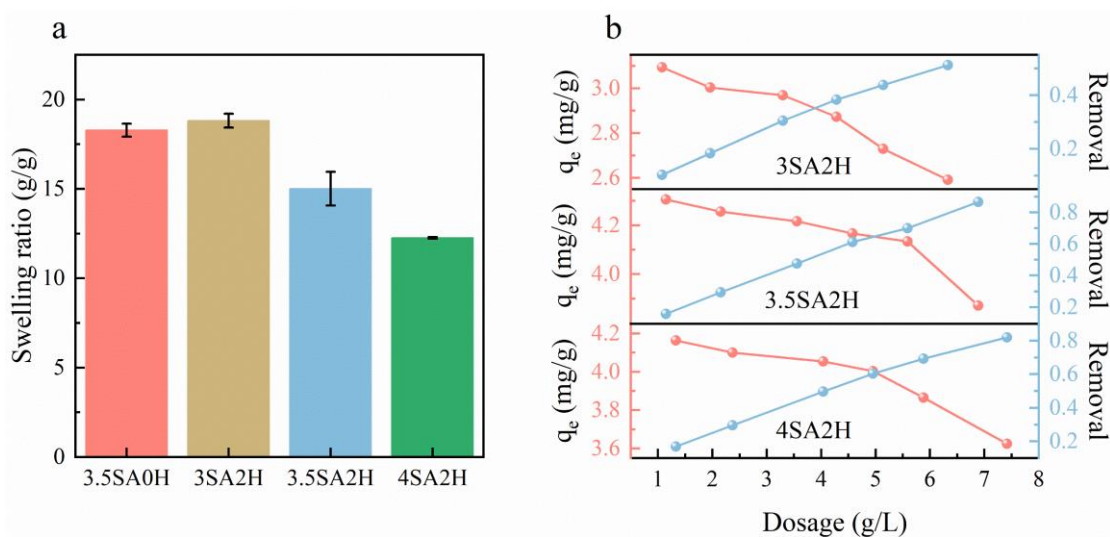 a
Swelling ratio (g/g)
20
15
10
5
0
3.5SA0H 3SA2H 3.5SA2H 4SA2H
b
qe (mg/g)
3.0
2.8
2.6
3SA2H
0.4
0.2
Removal
qe (mg/g)
4.2
4.0
3.5SA2H
0.8
0.6
0.4
0.2
Removal
qe (mg/g)
4.2
4.0
3.8
3.6
4SA2H
0.8
0.6
0.4
0.2
Removal
1 2 3 4 5 6 7 8
Dosage (g/L)